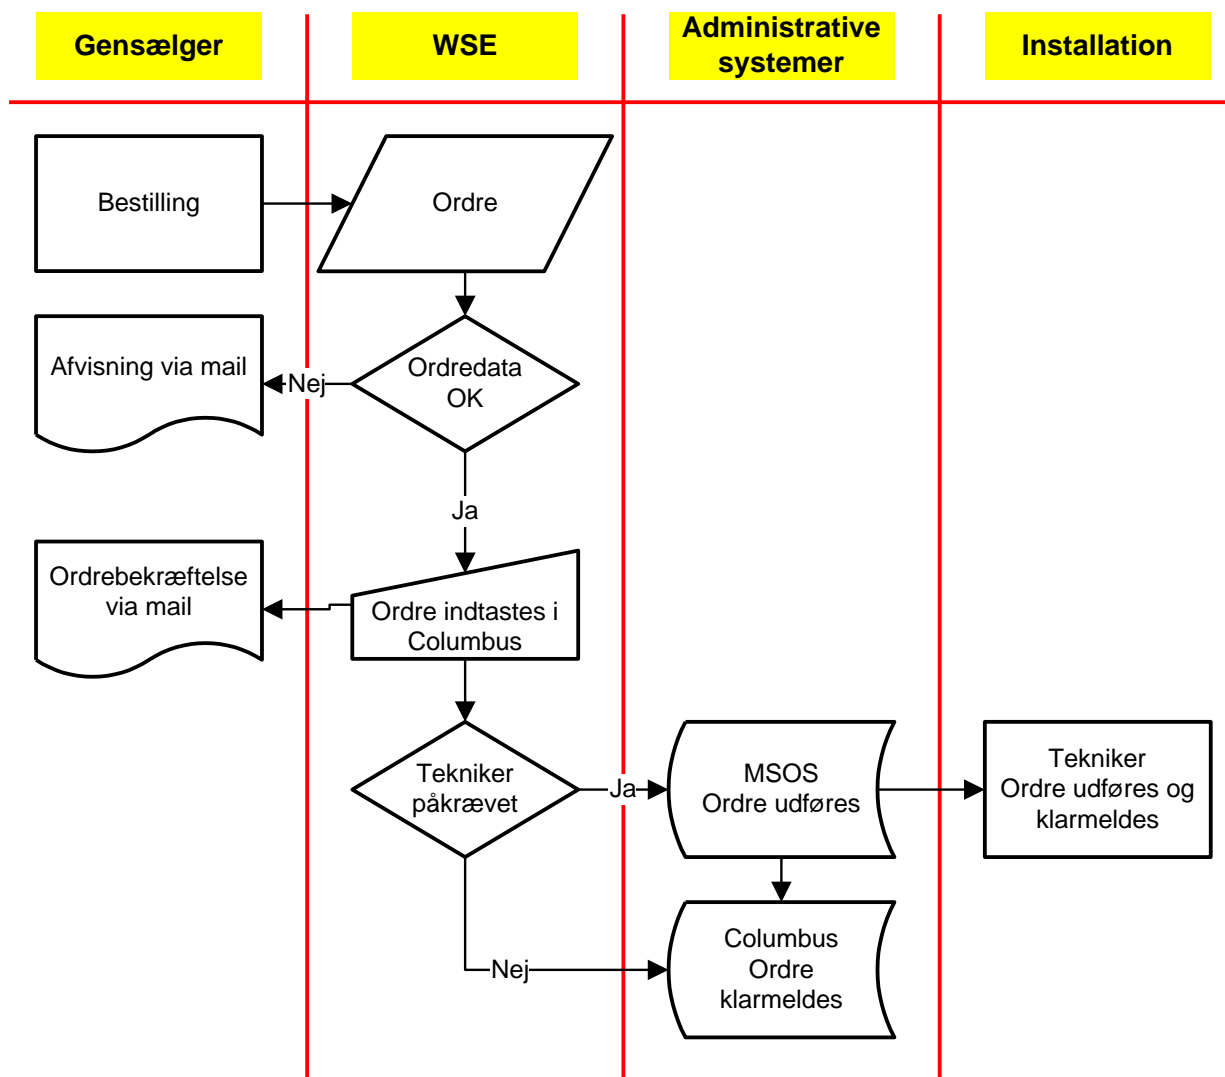 Gensælger
WSE
Administrative
systemer
Installation
Bestilling
Ordre
Afvisning via mail
Nej
Ordredata
OK
Ja
Ordrebekræftelse
via mail
Ordre indtastes i
Columbus
Tekniker
påkrævet
Ja
MSOS
Ordre udføres
Tekniker
Ordre udføres og
klarmeldes
Nej
Columbus
Ordre
klarmeldes